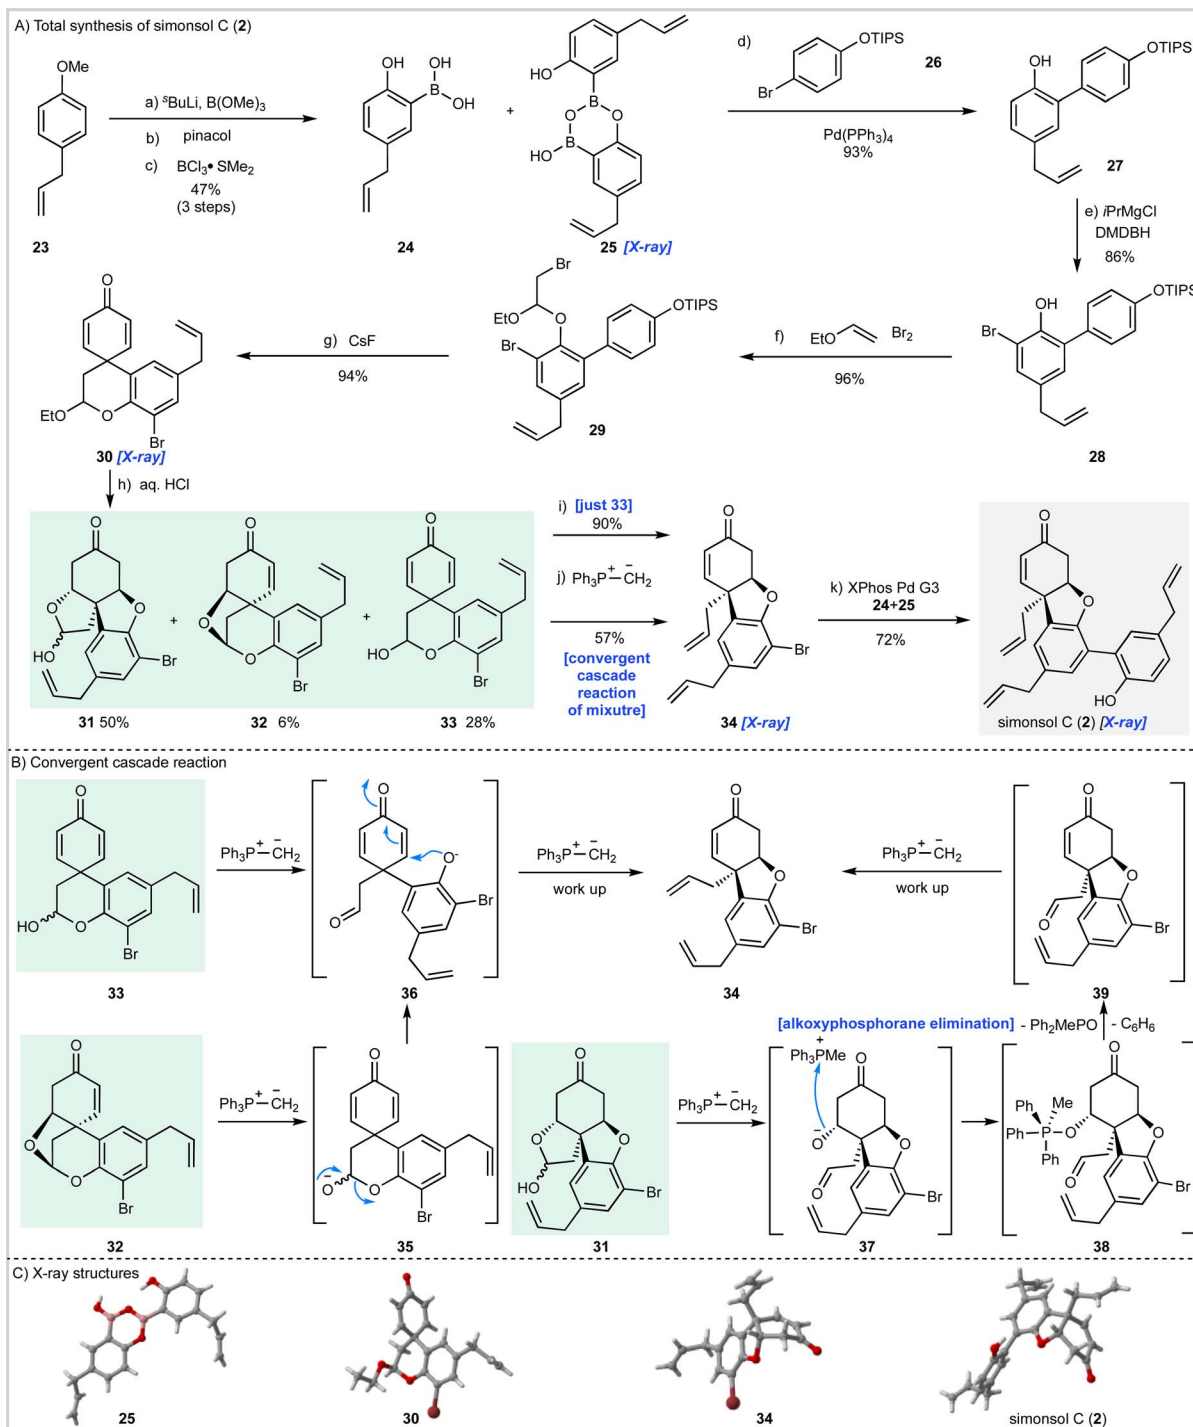 A) Total synthesis of simonsol C (2)
OMe
23
a) ˢBuLi, B(OMe)₃
b) pinacol
c) BCl₃• SMe₂
47%
(3 steps)
OH
OH
B
OH
24
+
HO
B
O
O
B
HO
25 [X-ray]
d)
OTIPS
Br
26
Pd(PPh₃)₄
93%
OH
OTIPS
27
e) iPrMgCl
DMDBH
86%
OH
OTIPS
Br
28
f)
EtO
Br₂
96%
Br
EtO
O
OTIPS
Br
29
g) CsF
94%
O
EtO
O
Br
30 [X-ray]
h) aq. HCl
O
O
O
HO
Br
31 50%
+
O
O
O
Br
32 6%
+
O
HO
O
Br
33 28%
i) [just 33]
90%
j) Ph₃P⁺–CH₂⁻
57%
[convergent
cascade
reaction
of mixutre]
O
O
Br
34 [X-ray]
k) XPhos Pd G3
24+25
72%
O
O
HO
simonsol C (2) [X-ray]
B) Convergent cascade reaction
O
HO
O
Br
33
Ph₃P⁺–CH₂⁻
O
O⁻
O
Br
36
Ph₃P⁺–CH₂⁻
work up
O
O
Br
34
Ph₃P⁺–CH₂⁻
work up
O
O
O
Br
39
[alkoxyphosphorane elimination] - Ph₂MePO - C₆H₆
O
O
O
Br
32
Ph₃P⁺–CH₂⁻
O
⁻O
O
Br
35
O
O
O
HO
Br
31
Ph₃P⁺–CH₂⁻
Ph₃P⁺Me
O
⁻O
O
O
Br
37
O
Ph
Me
Ph
P
O
Ph
O
O
Br
38
C) X-ray structures
25
30
34
simonsol C (2)